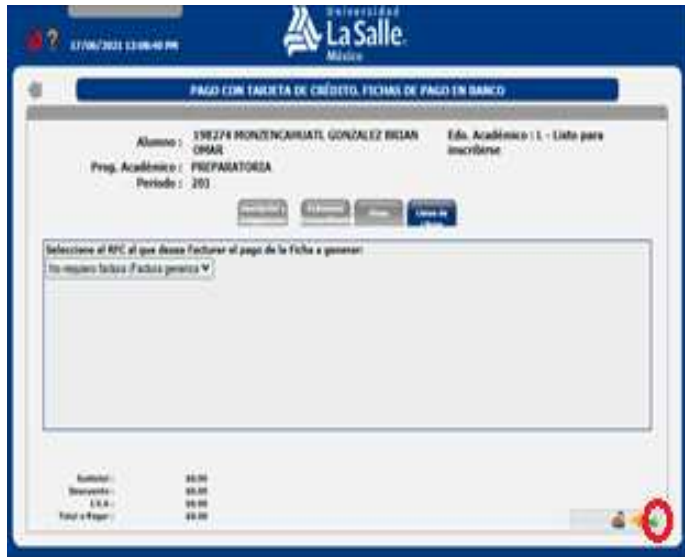 Universidad
La Salle
México
17/06/2021 12:08:40 PM
PAGO CON TARJETA DE CRÉDITO, FICHAS DE PAGO EN BANCO
Alumno : 198274 GONZALEZ BRIAN OMAR
Edo. Académico : L - Listo para inscribirse
Prog. Académico : PREPARATORIA
Periodo : 201
Seleccione el RFC al que desea facturar el pago de la ficha a generar:
No requiero factura (Factura generica
Subtotal : $0.00
Descuento : $0.00
I.V.A. : $0.00
Total a Pagar : $0.00